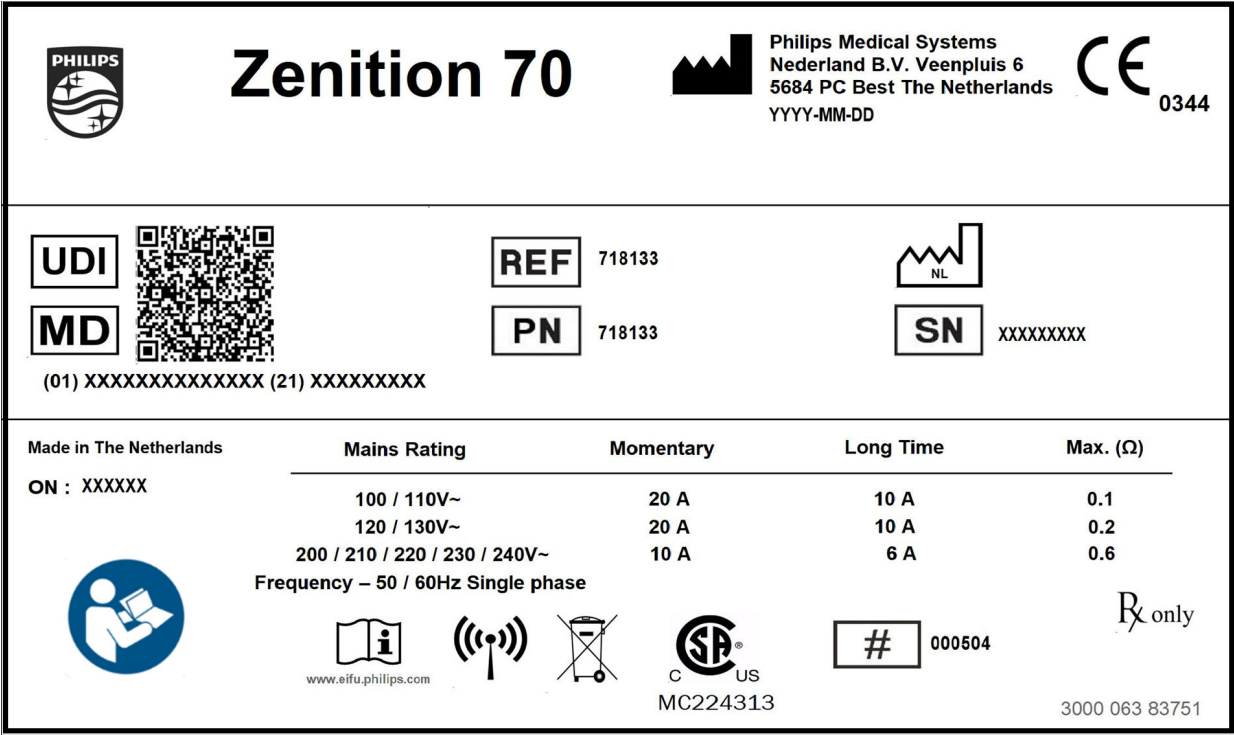 PHILIPS
Zenition 70
Philips Medical Systems
Nederland B.V. Veenpluis 6
5684 PC Best The Netherlands
YYYY-MM-DD
CE 0344
UDI
MD
(01) XXXXXXXXXXXXXX (21) XXXXXXXXX
REF 718133
PN 718133
NL
SN XXXXXXXXX
Made in The Netherlands
ON : XXXXXX
Mains Rating Momentary Long Time Max. (Ω)
100 / 110V~ 20 A 10 A 0.1
120 / 130V~ 20 A 10 A 0.2
200 / 210 / 220 / 230 / 240V~ 10 A 6 A 0.6
Frequency – 50 / 60Hz Single phase
i
www.eifu.philips.com
CSA ®
C US
MC224313
# 000504
Rx only
3000 063 83751